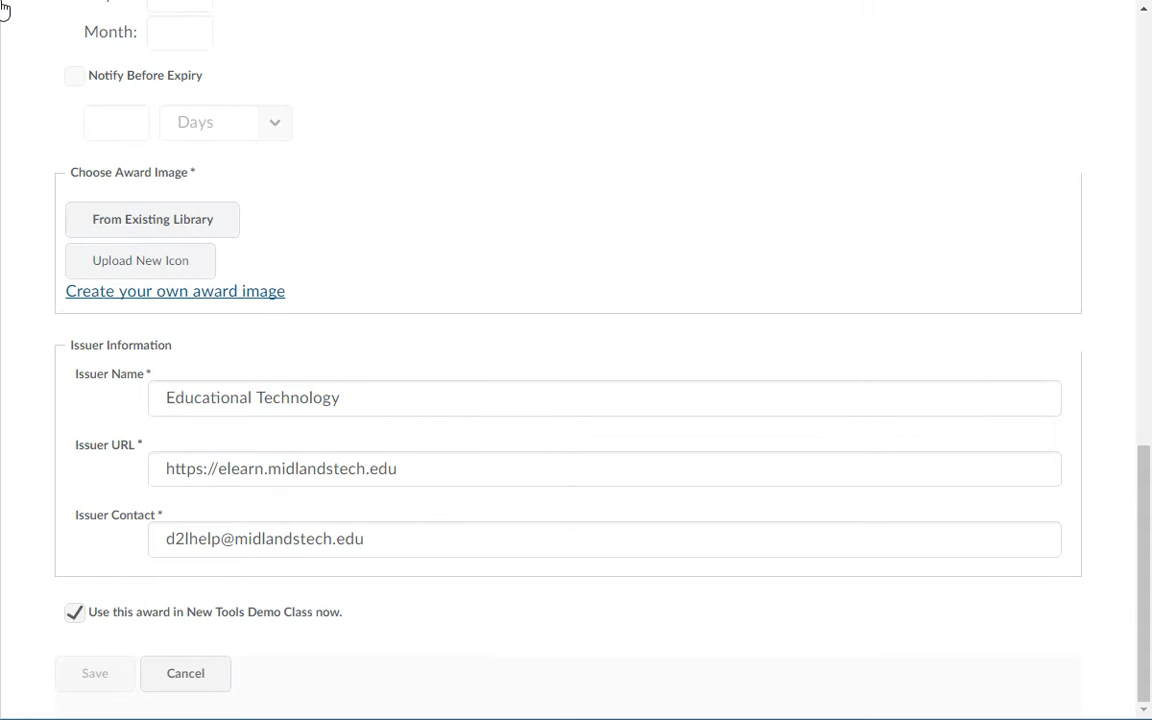 Month:
Notify Before Expiry
Days
Choose Award Image *
From Existing Library
Upload New Icon
Create your own award image
Issuer Information
Issuer Name *
Educational Technology
Issuer URL *
https://elearn.midlandstech.edu
Issuer Contact *
d2lhelp@midlandstech.edu
Use this award in New Tools Demo Class now.
Save Cancel